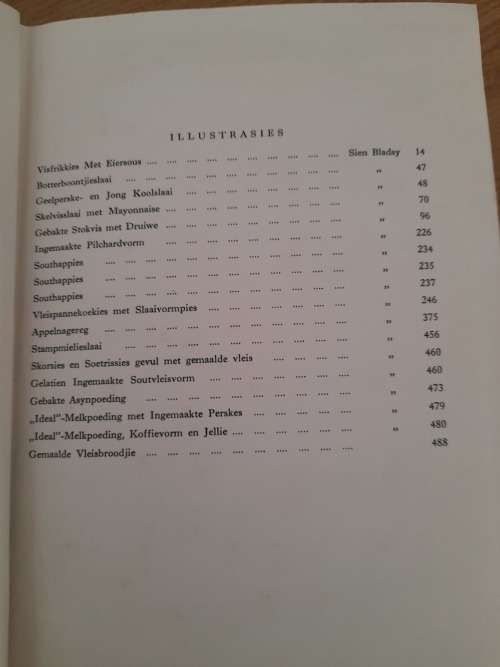 ILLUSTRASIES
Visfrikkies Met Eiersous .... .... .... .... .... .... .... .... .... .... Sien Bladsy 14
Botterboontjieslaai .... .... .... .... .... .... .... .... .... .... .... „ 47
Geelperske- en Jong Koolslaai .... .... .... .... .... .... .... .... „ 48
Skelvisslaai met Mayonnaise .... .... .... .... .... .... .... .... .... „ 70
Gebakte Stokvis met Druiwe .... .... .... .... .... .... .... .... .... „ 96
Ingemaakte Pilchardvorm .... .... .... .... .... .... .... .... .... „ 226
Southappies .... .... .... .... .... .... .... .... .... .... .... .... „ 234
Southappies .... .... .... .... .... .... .... .... .... .... .... .... „ 235
Southappies .... .... .... .... .... .... .... .... .... .... .... .... „ 237
Vleispannekoekies met Slaaivormpies .... .... .... .... .... .... .... „ 246
Appelnagereg .... .... .... .... .... .... .... .... .... .... .... .... „ 375
Stampmielieslaai .... .... .... .... .... .... .... .... .... .... .... „ 456
Skorsies en Soetrissies gevul met gemaalde vleis .... .... .... .... .... „ 460
Gelatien Ingemaakte Soutvleisvorm .... .... .... .... .... .... .... „ 460
Gebakte Asynpoeding .... .... .... .... .... .... .... .... .... .... „ 473
„Ideal”-Melkpoeding met Ingemaakte Perskes .... .... .... .... .... „ 479
„Ideal”-Melkpoeding, Koffievorm en Jellie .... .... .... .... .... .... „ 480
Gemaalde Vleisbroodjie .... .... .... .... .... .... .... .... .... .... 488